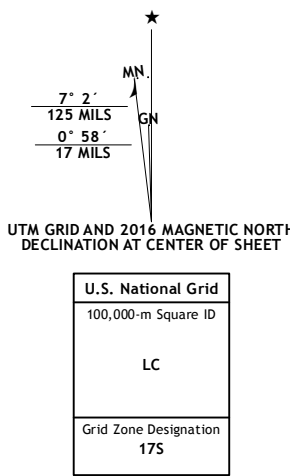 MN.
7° 2´
125 MILS
GN
0° 58´
17 MILS
UTM GRID AND 2016 MAGNETIC NORTH
DECLINATION AT CENTER OF SHEET
U.S. National Grid
100,000-m Square ID
LC
Grid Zone Designation
17S